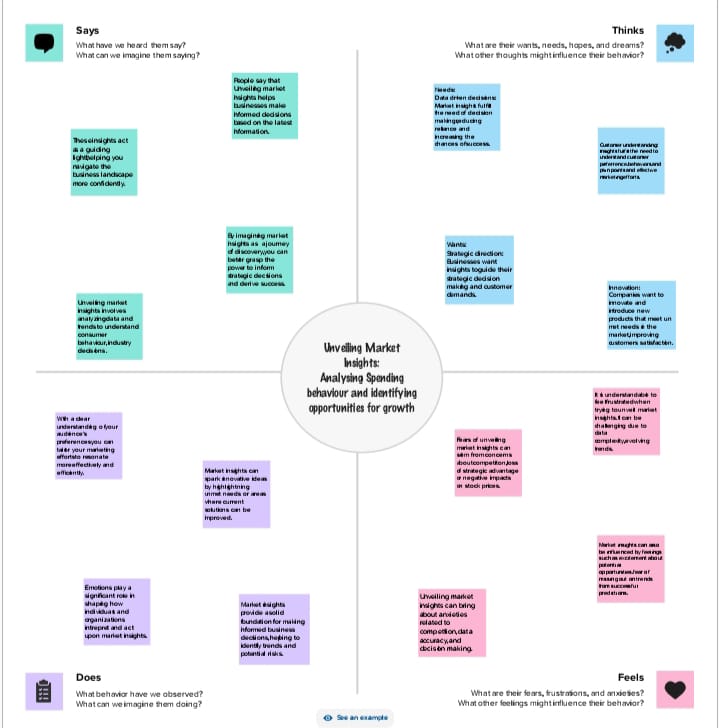 Says
What have we heard them say?
What can we imagine them saying?
Thinks
What are their wants, needs, hopes, and dreams?
What other thoughts might influence their behavior?
People say that
Unveiling market
insights helps
businesses make
informed decisions
based on the latest
information.
These insights act
as a guiding
light,helping you
navigate the
business landscape
more confidently.
By imagining market
insights as a journey
of discovery,you can
better grasp the
power to inform
strategic decisions
and derive success.
Unveiling market
insights involves
analyzing data and
trends to understand
consumer
behaviour,industry
decisions.
Needs:
Data driven decisions:
Market insights fulfil
the need of decision
making,reducing
reliance and
increasing the
chances of success.
Customer understanding:
insights fuels the need to
understand customer
preference,behaviors and
pain points and effective
marketing efforts.
Wants:
Strategic direction:
Businesses want
insights to guide their
strategic decision
making and customer
demands.
Innovation:
Companies want to
innovate and
introduce new
products that meet un
met needs in the
market,improving
customers satisfaction.
Unveiling Market
Insights:
Analysing Spending
behaviour and identifying
opportunities for growth
With a clear
understanding of your
audience's
preferences,you can
tailor your marketing
efforts to resonate
more effectively and
efficiently.
Market insights can
spark innovative ideas
by highlightning
unmet needs or areas
where current
solutions can be
improved.
Emotions play a
significant role in
shaping how
individuas and
organizations
intrepret and act
upon market insights.
Market insights
provide a solid
foundation for making
informed business
decisions,helping to
identify trends and
potential risks.
Fears of unveiling
market insights can
stem from concerns
about competition,loss
of strategic advantage
or negative impacts
on stock prices.
It is understandable to
fee frustrated when
trying to unveil market
insights.It can be
challenging due to
data
complexity,evolving
trends.
Unveiling market
insights can bring
about anxieties
related to
competition,data
accuracy,and
decision making.
Market insights can also
be influenced by feelings
such as excitement about
potential
opportunities,fear of
missing out on trends
from successful
predictions.
Does
What behavior have we observed?
What can we imagine them doing?
Feels
What are their fears, frustrations, and anxieties?
What other feelings might influence their behavior?
See an example